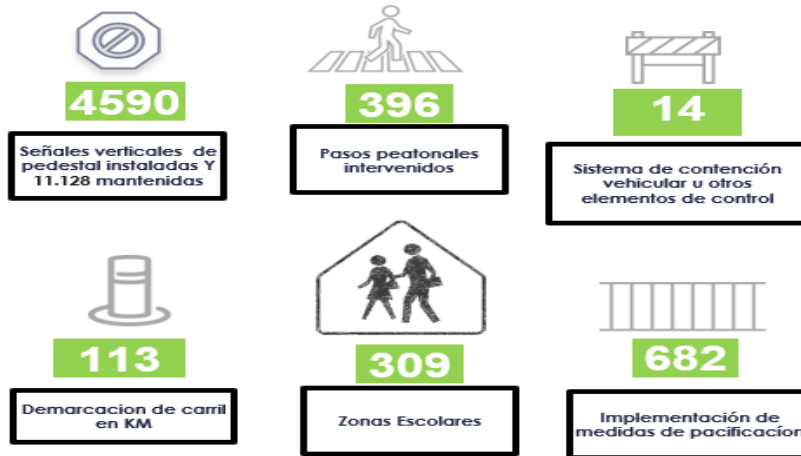 4590
Señales verticales de
pedestal instaladas Y
11.128 mantenidas
396
Pasos peatonales
intervenidos
14
Sistema de contención
vehicular u otros
elementos de control
113
Demarcacion de carril
en KM
309
Zonas Escolares
682
Implementación de
medidas de pacificacíon